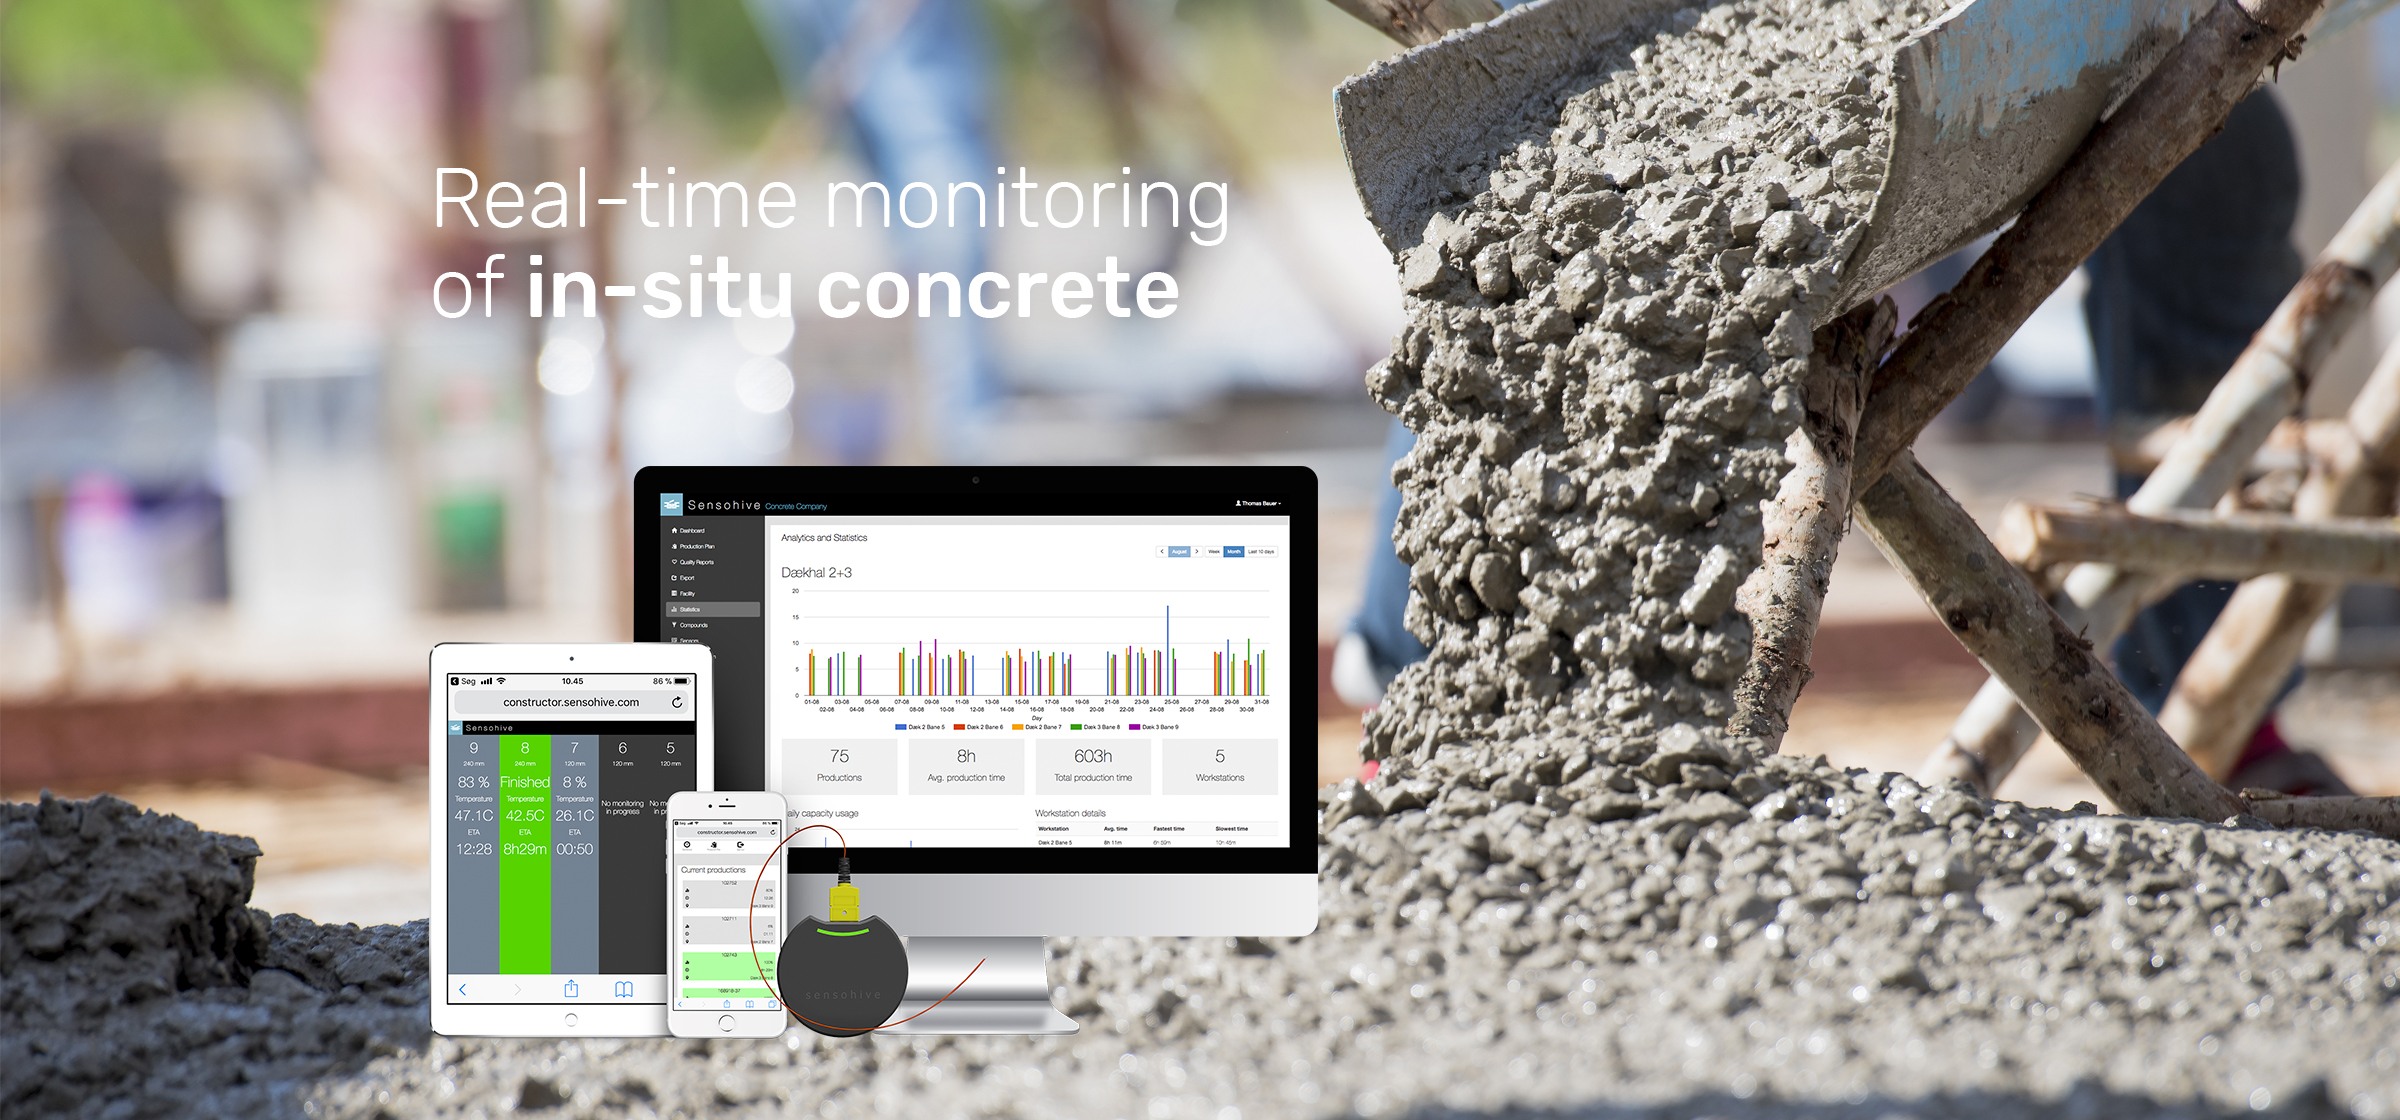 Real-time monitoring
of in-situ concrete
Sensohive Concrete Company
Thomas Bauer
Dashboard
Production Plan
Quality Reports
Export
Facility
Statistics
Compounds
Sensors
Analytics and Statistics
< August > Week Month Last 10 days
Dækhal 2+3
20
15
10
5
0
01-08 03-08 05-08 07-08 09-08 11-08 13-08 15-08 17-08 19-08 21-08 23-08 25-08 27-08 29-08 31-08
02-08 04-08 06-08 08-08 10-08 12-08 14-08 16-08 18-08 20-08 22-08 24-08 26-08 28-08 30-08
Day
Dæk 2 Bane 5 Dæk 2 Bane 6 Dæk 2 Bane 7 Dæk 3 Bane 8 Dæk 3 Bane 9
75 8h 603h 5
Productions Avg. production time Total production time Workstations
aily capacity usage Workstation details
24
Workstation Avg. time Fastest time Slowest time
Dæk 2 Bane 5 8h 11m 6h 59m 10h 45m
Søg 10.45 86 %
constructor.sensohive.com
Sensohive
9 8 7 6 5
240 mm 240 mm 120 mm 120 mm 120 mm
83 % Finished 8 %
Temperature Temperature Temperature No monitoring No m
47.1C 42.5C 26.1C in progress in p
ETA ETA ETA
12:28 8h29m 00:50
constructor.sensohive.com
Current productions
102752
102711
102743
sensohive